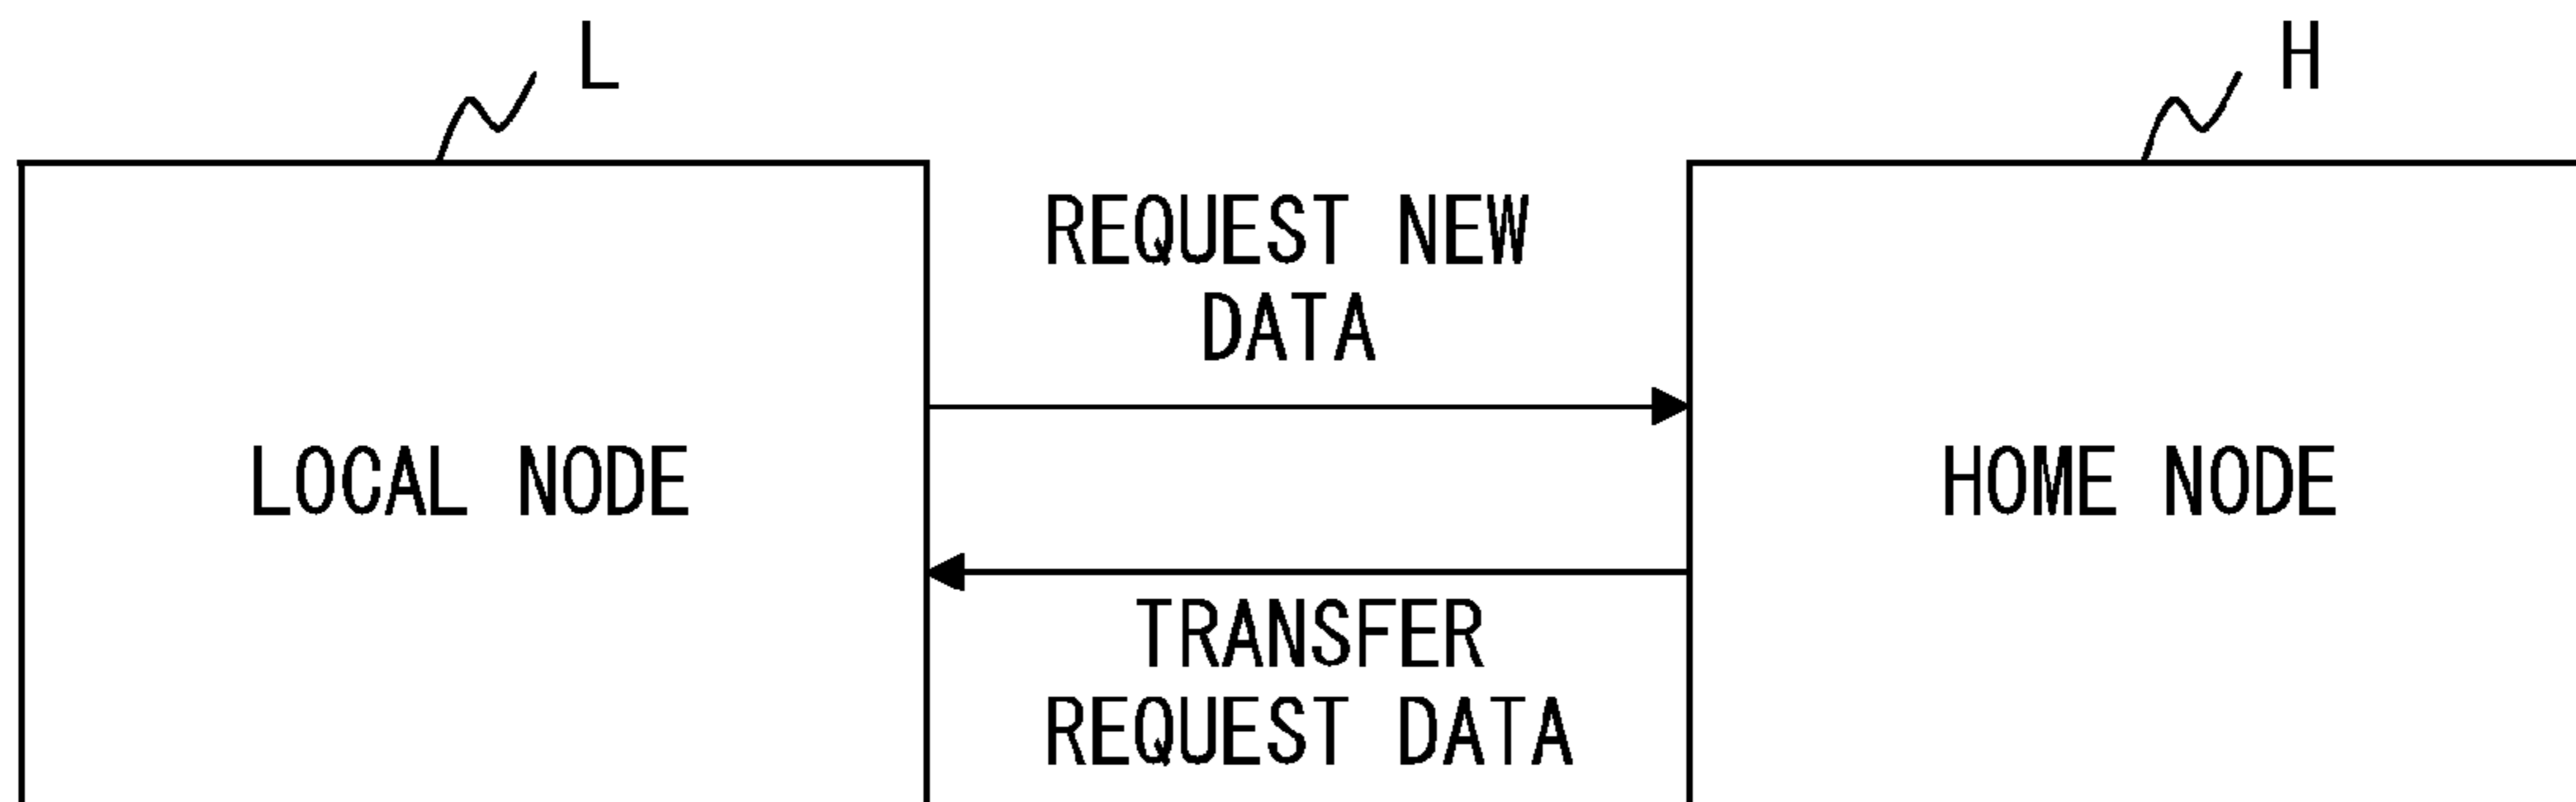 L
H
REQUEST NEW
DATA
LOCAL NODE
HOME NODE
TRANSFER
REQUEST DATA